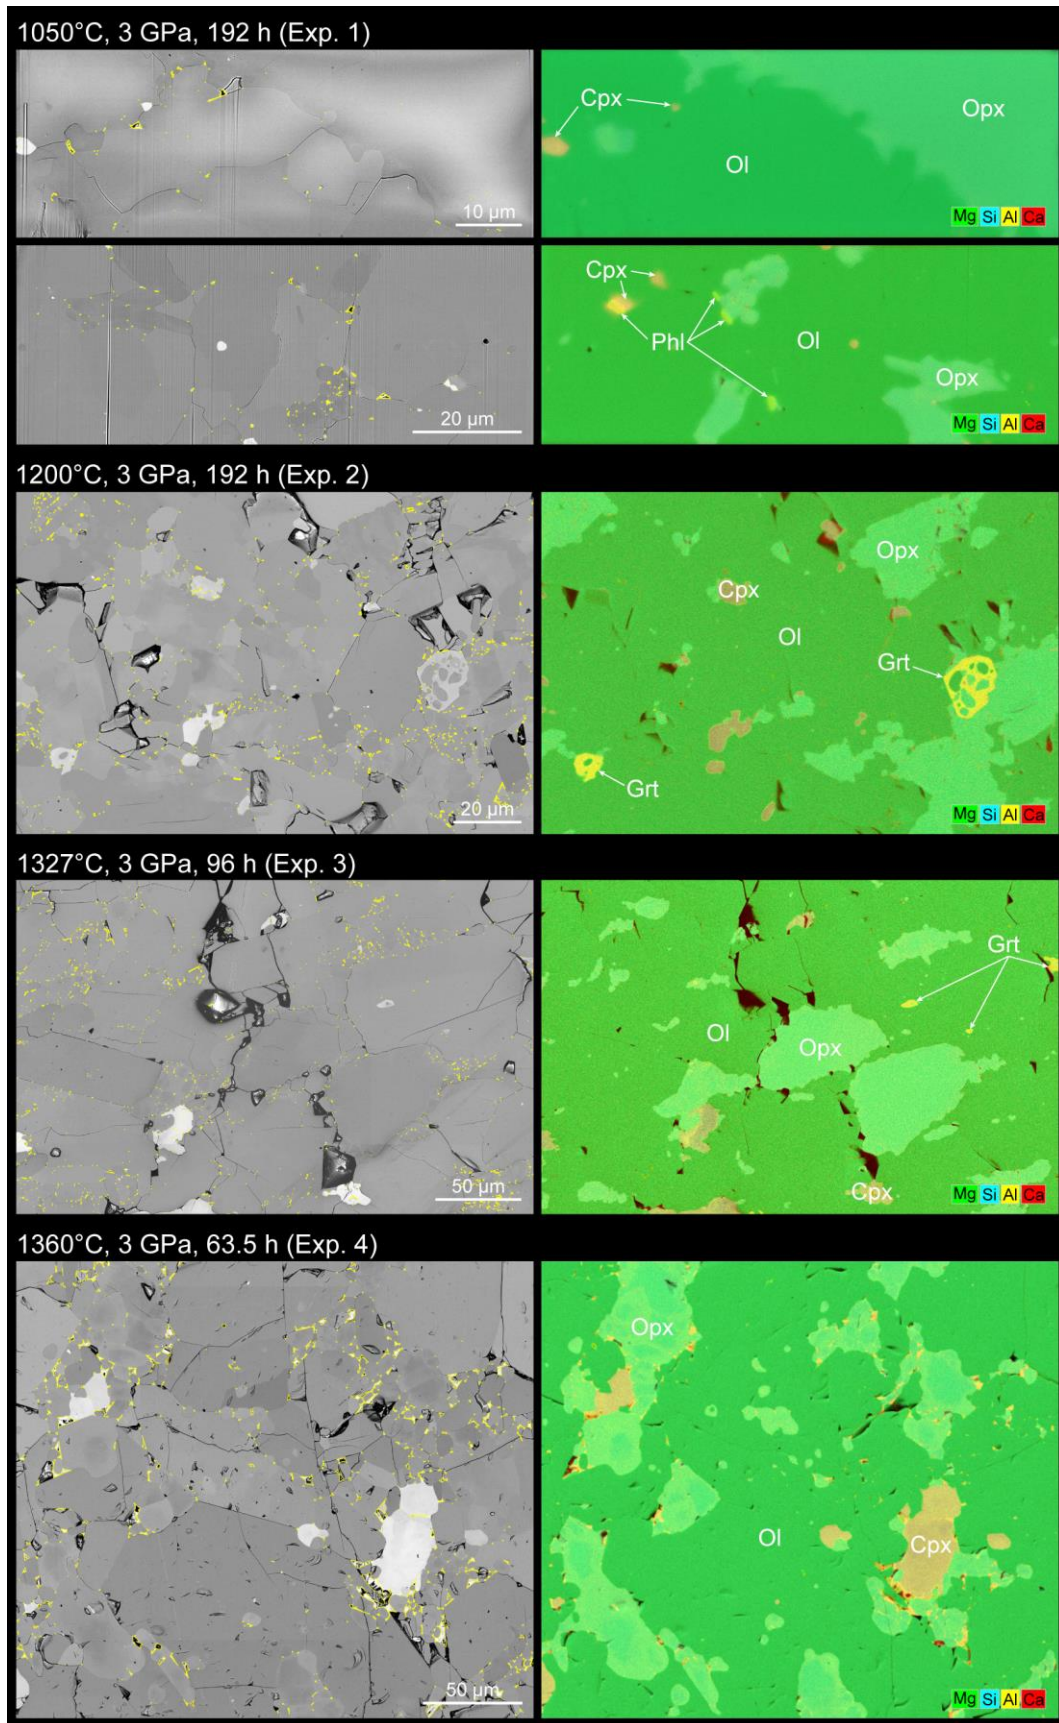 1050°C, 3 GPa, 192 h (Exp. 1)
10 µm
Cpx
Opx
Ol
Mg Si Al Ca
20 µm
Cpx
Phl
Ol
Opx
Mg Si Al Ca
1200°C, 3 GPa, 192 h (Exp. 2)
20 µm
Opx
Cpx
Ol
Grt
Grt
Mg Si Al Ca
1327°C, 3 GPa, 96 h (Exp. 3)
50 µm
Grt
Ol
Opx
Cpx
Mg Si Al Ca
1360°C, 3 GPa, 63.5 h (Exp. 4)
50 µm
Opx
Ol
Cpx
Mg Si Al Ca